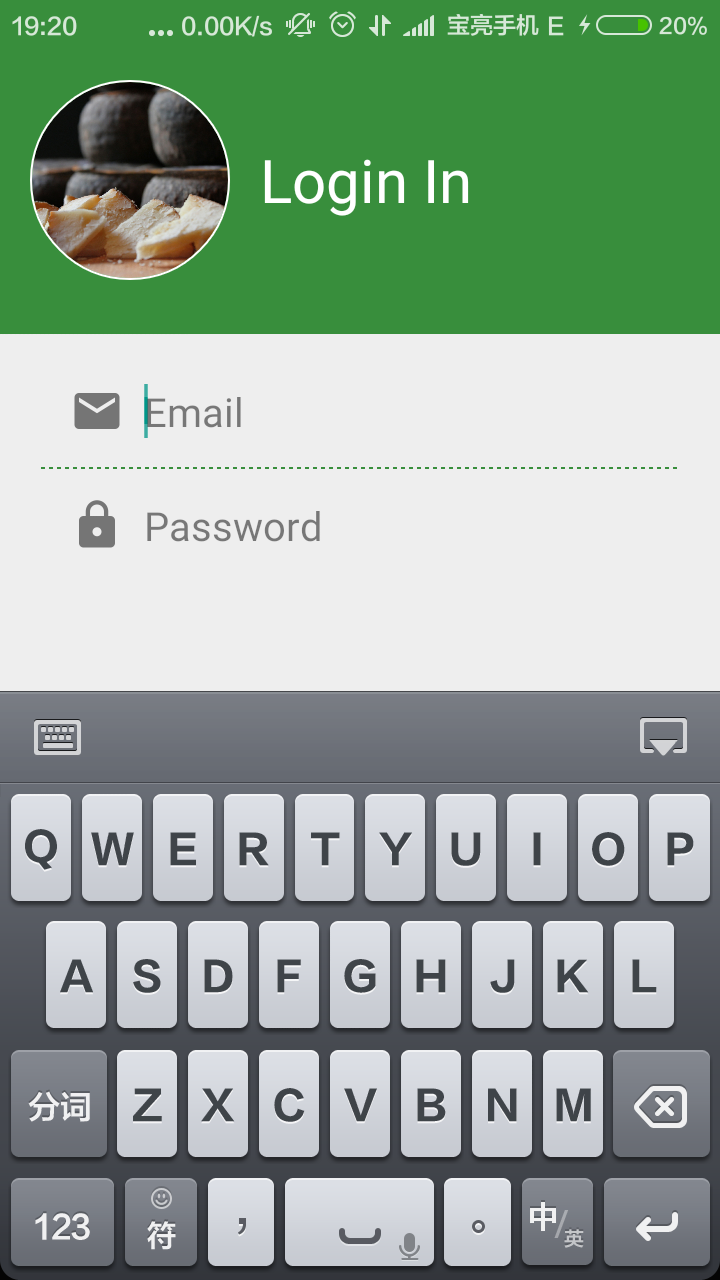 19:20 ... 0.00K/s 宝亮手机 E 20%
Login In
Email
Password
Q W E R T Y U I O P
A S D F G H J K L
分词 Z X C V B N M
123 符 ， 。 中/英